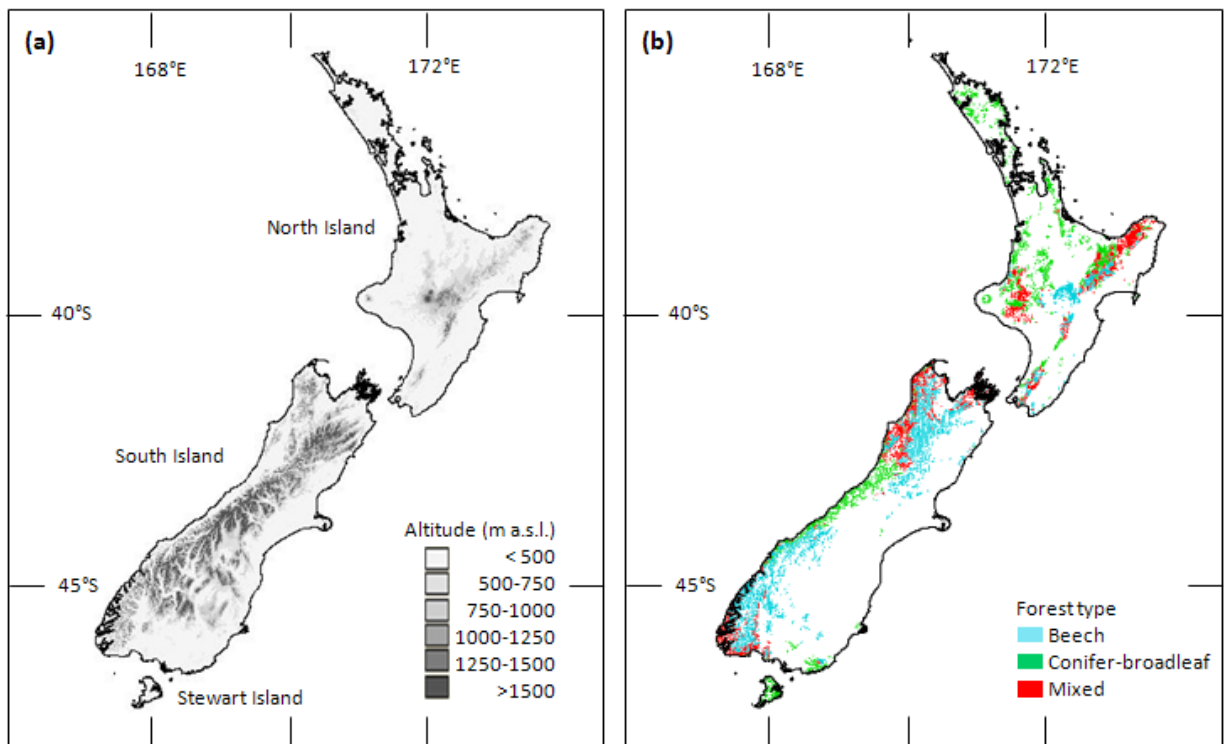 (a)
168°E
172°E
North Island
40°S
South Island
Altitude (m a.s.l.)
< 500
500-750
750-1000
45°S
1000-1250
1250-1500
>1500
Stewart Island
(b)
168°E
172°E
40°S
45°S
Forest type
Beech
Conifer-broadleaf
Mixed